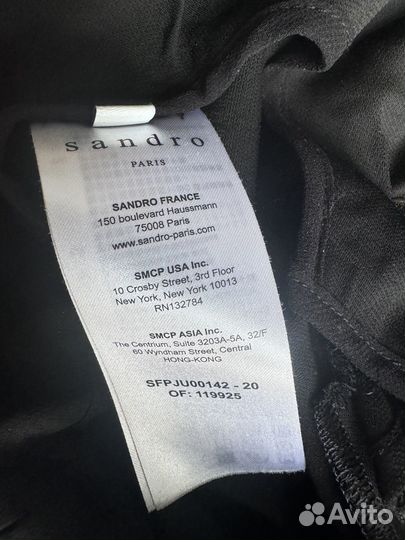 sandro
PARIS
SANDRO FRANCE
150 boulevard Haussmann
75008 Paris
www.sandro-paris.com
SMCP USA Inc.
10 Crosby Street, 3rd Floor
New York, New York 10013
RN132784
SMCP ASIA Inc.
The Centrium, Suite 3203A-5A, 32/F
60 Wyndham Street, Central
HONG-KONG
SFPJU00142 - 20
OF: 119925
Avito